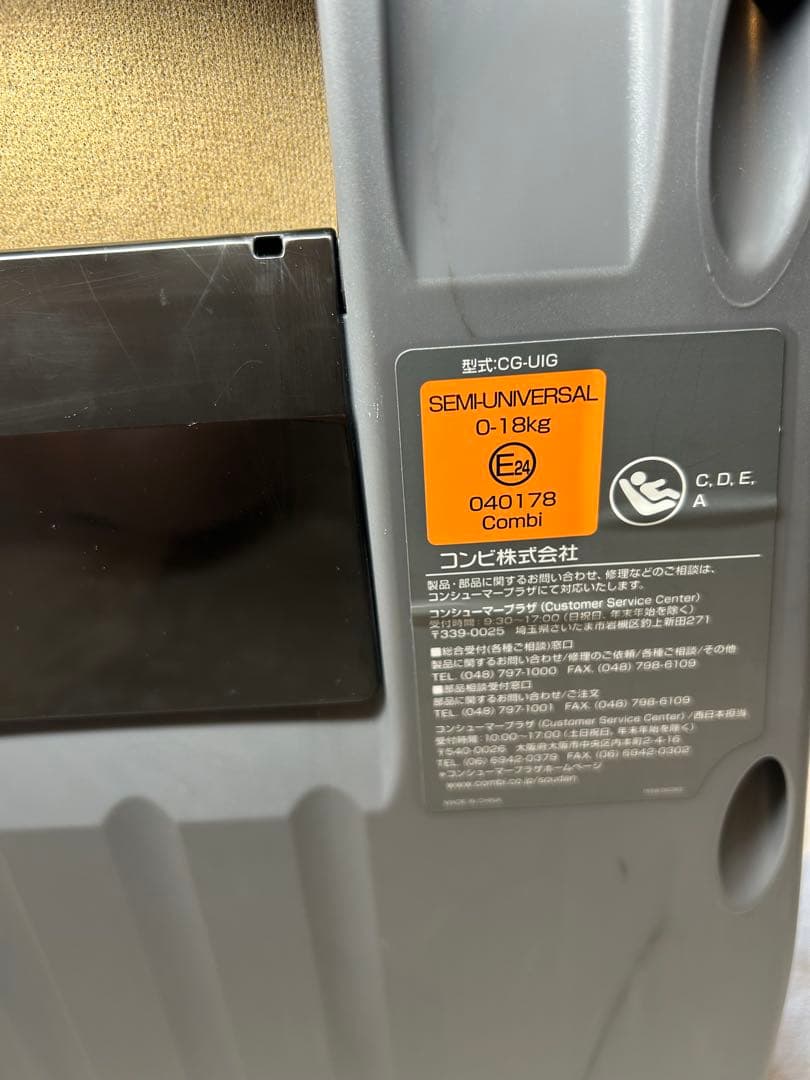 型式:CG-UIG
SEMI-UNIVERSAL
0-18kg
E24
040178
Combi
C, D, E,
A
コンビ株式会社
製品・部品に関するお問い合わせ、修理などのご相談は、
コンシューマープラザにて対応いたします。
コンシューマープラザ (Customer Service Center)
受付時間:9:30~17:00 (日祝日、年末年始を除く)
〒339-0025 埼玉県さいたま市岩槻区釣上新田271
■総合受付(各種ご相談)窓口
製品に関するお問い合わせ/修理のご依頼/各種ご相談/その他
TEL. (048) 797-1000 FAX. (048) 798-6109
■部品相談受付窓口
部品に関するお問い合わせ/ご注文
TEL. (048) 797-1001 FAX. (048) 798-6109
コンシューマープラザ (Customer Service Center) /西日本担当
受付時間:10:00~17:00 (土日祝日、年末年始を除く)
〒540-0026 大阪府大阪市中央区内本町2-4-16
TEL. (06) 6942-0379 FAX. (06) 6942-0302
*コンシューマープラザホームページ
www.combi.co.jp/soudan
MADE IN CHINA